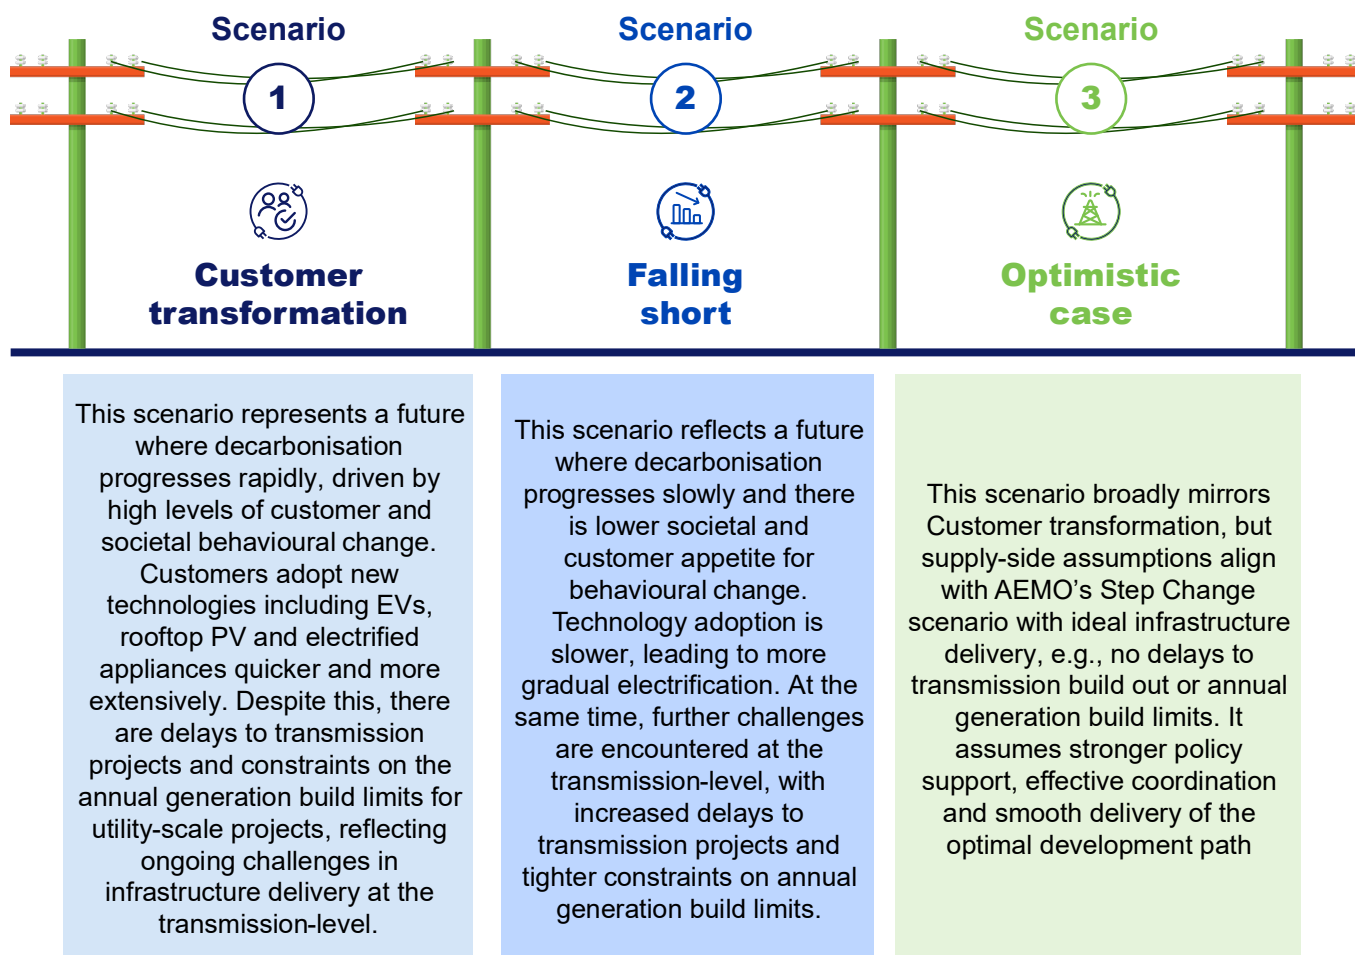 Scenario
1
Customer
transformation
This scenario represents a future
where decarbonisation
progresses rapidly, driven by
high levels of customer and
societal behavioural change.
Customers adopt new
technologies including EVs,
rooftop PV and electrified
appliances quicker and more
extensively. Despite this, there
are delays to transmission
projects and constraints on the
annual generation build limits for
utility-scale projects, reflecting
ongoing challenges in
infrastructure delivery at the
transmission-level.
Scenario
2
Falling
short
This scenario reflects a future
where decarbonisation
progresses slowly and there
is lower societal and
customer appetite for
behavioural change.
Technology adoption is
slower, leading to more
gradual electrification. At the
same time, further challenges
are encountered at the
transmission-level, with
increased delays to
transmission projects and
tighter constraints on annual
generation build limits.
Scenario
3
Optimistic
case
This scenario broadly mirrors
Customer transformation, but
supply-side assumptions align
with AEMO’s Step Change
scenario with ideal infrastructure
delivery, e.g., no delays to
transmission build out or annual
generation build limits. It
assumes stronger policy
support, effective coordination
and smooth delivery of the
optimal development path